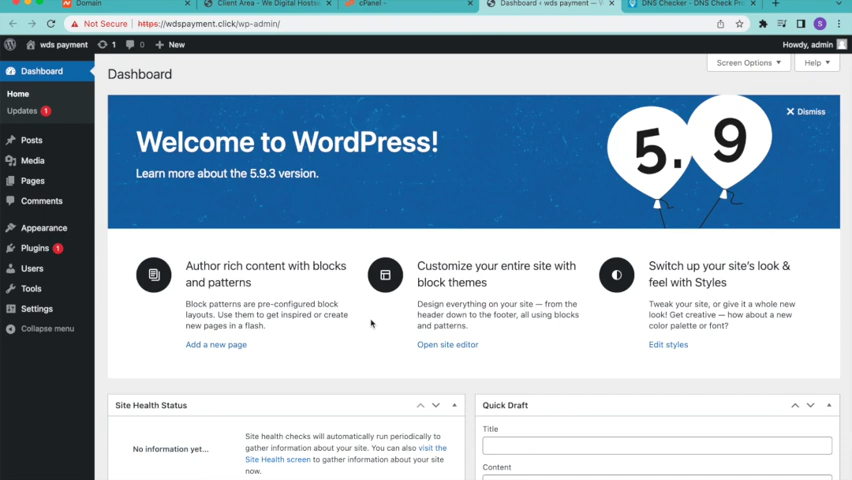 Domain
Client Area - We Digital Hoste
cPanel -
Dashboard ‹ wds payment — W
DNS Checker - DNS Check Pro
Not Secure
https://wdspayment.click/wp-admin/
S
wds payment
1
0
New
Howdy, admin
Dashboard
Home
Updates 1
Posts
Media
Pages
Comments
Appearance
Plugins 1
Users
Tools
Settings
Collapse menu
Dashboard
Screen Options
Help
Welcome to WordPress!
Learn more about the 5.9.3 version.
5.9
Dismiss
Author rich content with blocks
and patterns
Block patterns are pre-configured block
layouts. Use them to get inspired or create
new pages in a flash.
Add a new page
Customize your entire site with
block themes
Design everything on your site — from the
header down to the footer, all using blocks
and patterns.
Open site editor
Switch up your site's look &
feel with Styles
Tweak your site, or give it a whole new
look! Get creative — how about a new
color palette or font?
Edit styles
Site Health Status
No information yet...
Site health checks will automatically run periodically to
gather information about your site. You can also visit the
Site Health screen to gather information about your site
now.
Quick Draft
Title
Content